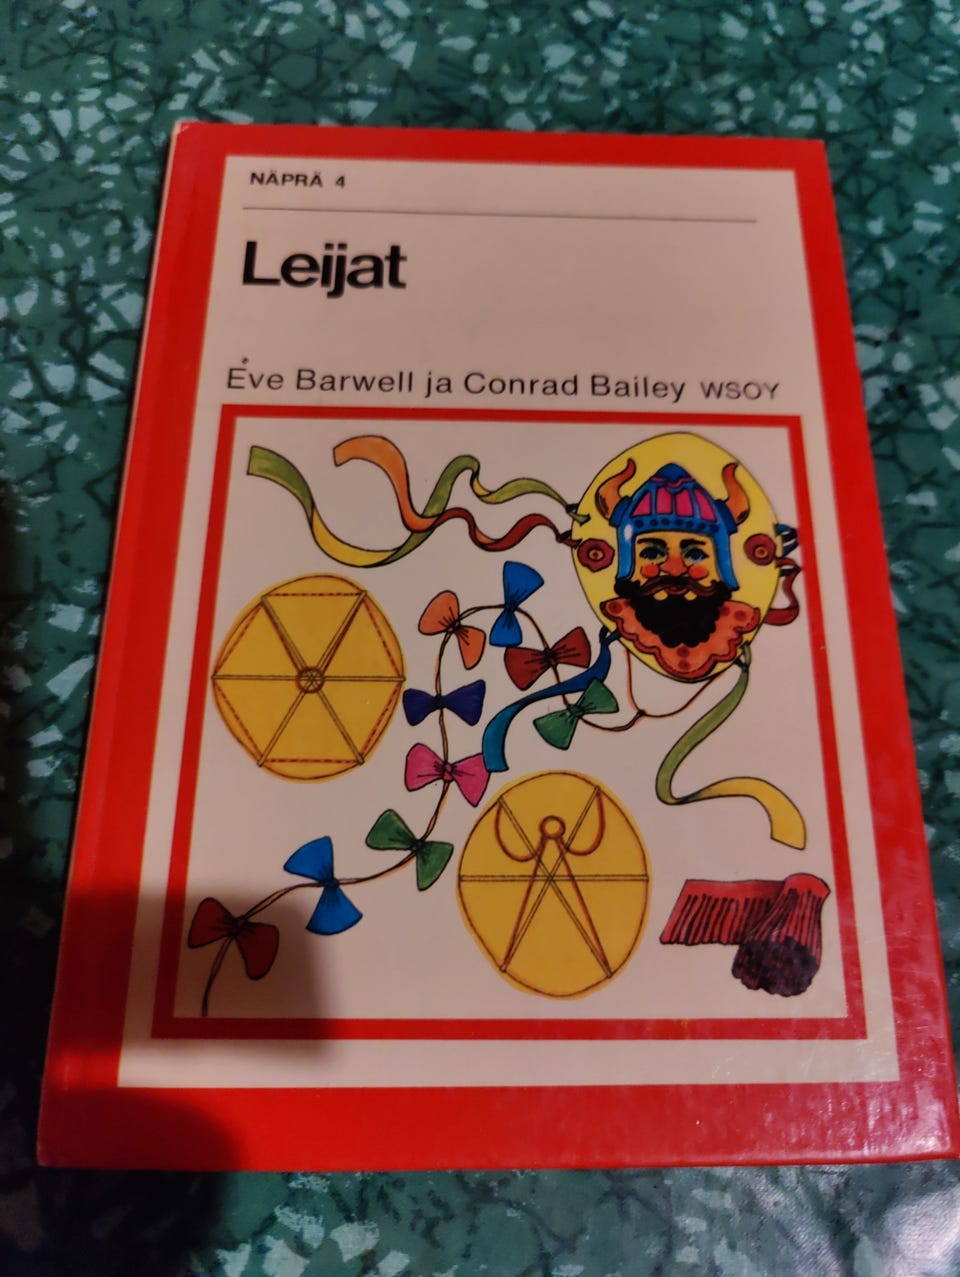 NÄPRÄ 4
Leijat
Eve Barwell ja Conrad Bailey WSOY